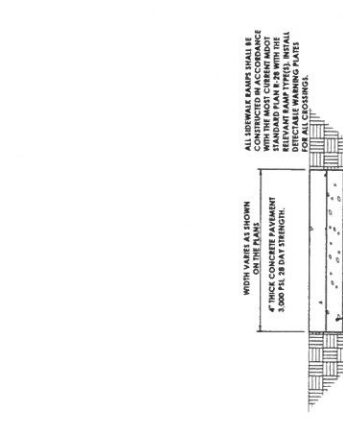 ALL SIDEWALK RAMPS SHALL BE
CONSTRUCTED IN ACCORDANCE
WITH THE MOST CURRENT MDOT
STANDARD PLAN R-28 WITH THE
RELEVANT RAMP TYPE(S). INSTALL
DETECTABLE WARNING PLATES
FOR ALL CROSSINGS.
WIDTH VARIES AS SHOWN
ON THE PLANS
4" THICK CONCRETE PAVEMENT
3,000 PSI, 28 DAY STRENGTH.